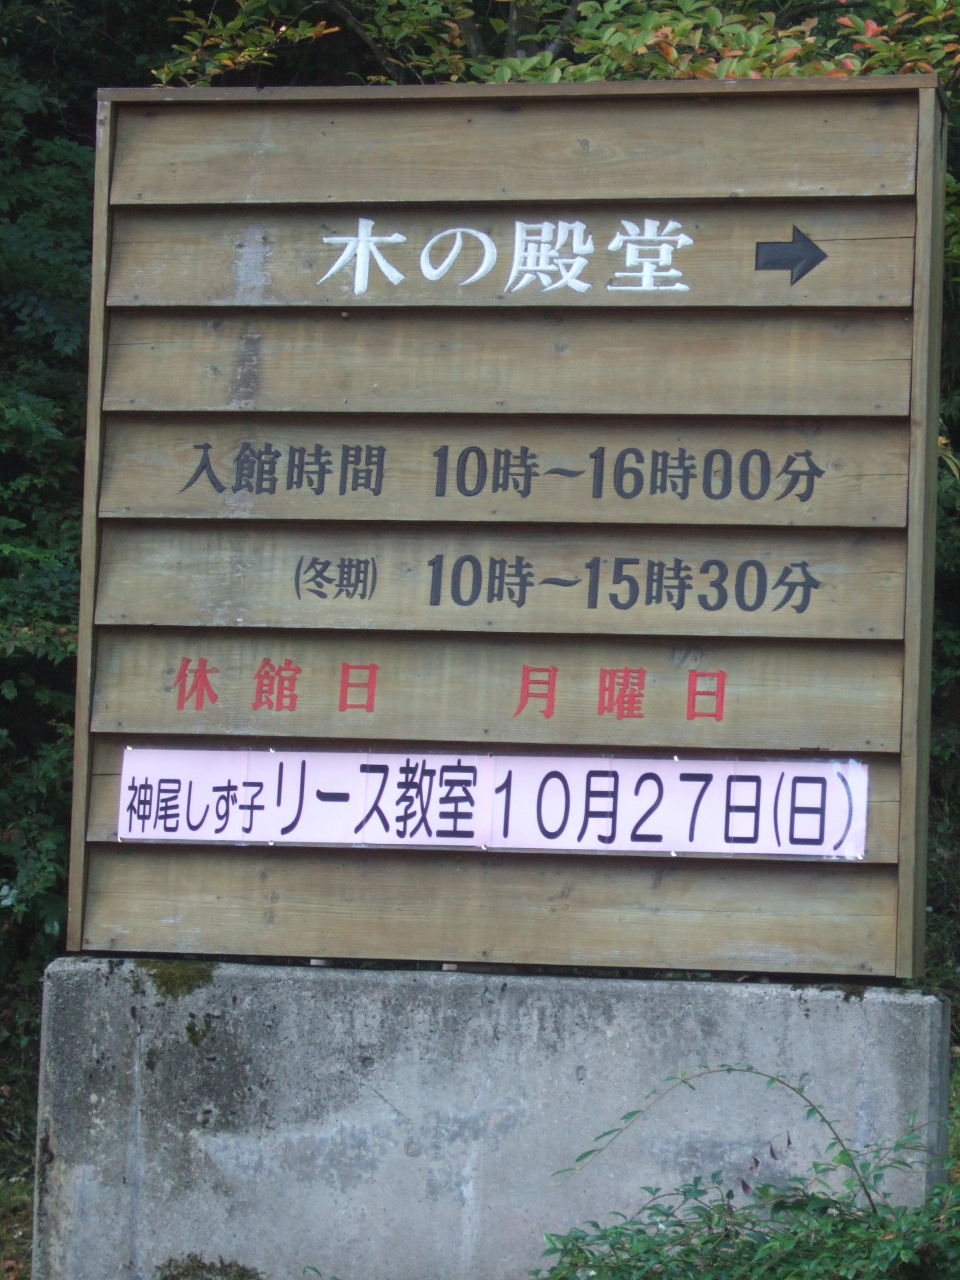 木の殿堂 →
入館時間 10時～16時00分
(冬期) 10時～15時30分
休館日 月曜日
神尾しず子リース教室10月27日(日)